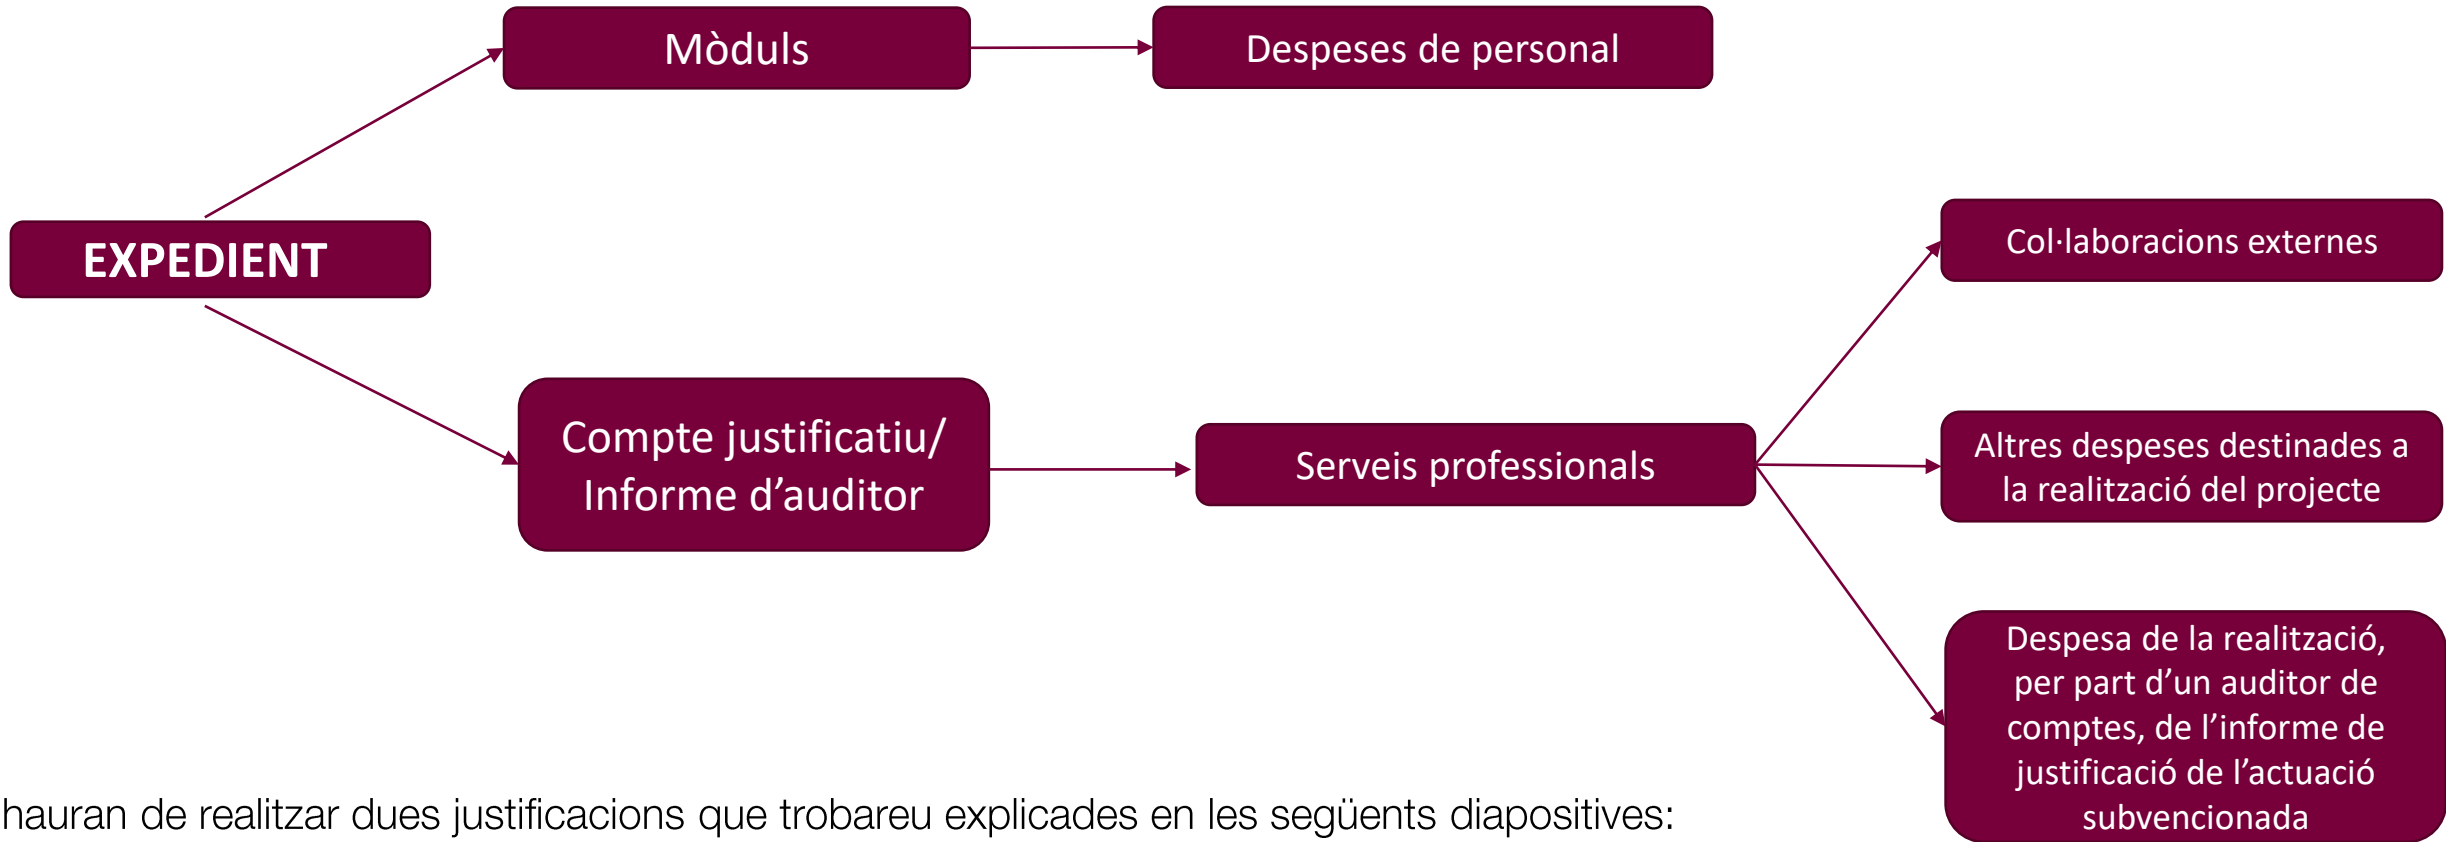 Mòduls
Despeses de personal
EXPEDIENT
Col·laboracions externes
Compte justificatiu/
Informe d’auditor
Serveis professionals
Altres despeses destinades a
la realització del projecte
Despesa de la realització,
per part d’un auditor de
comptes, de l’informe de
justificació de l’actuació
subvencionada
hauran de realitzar dues justificacions que trobareu explicades en les següents diapositives: